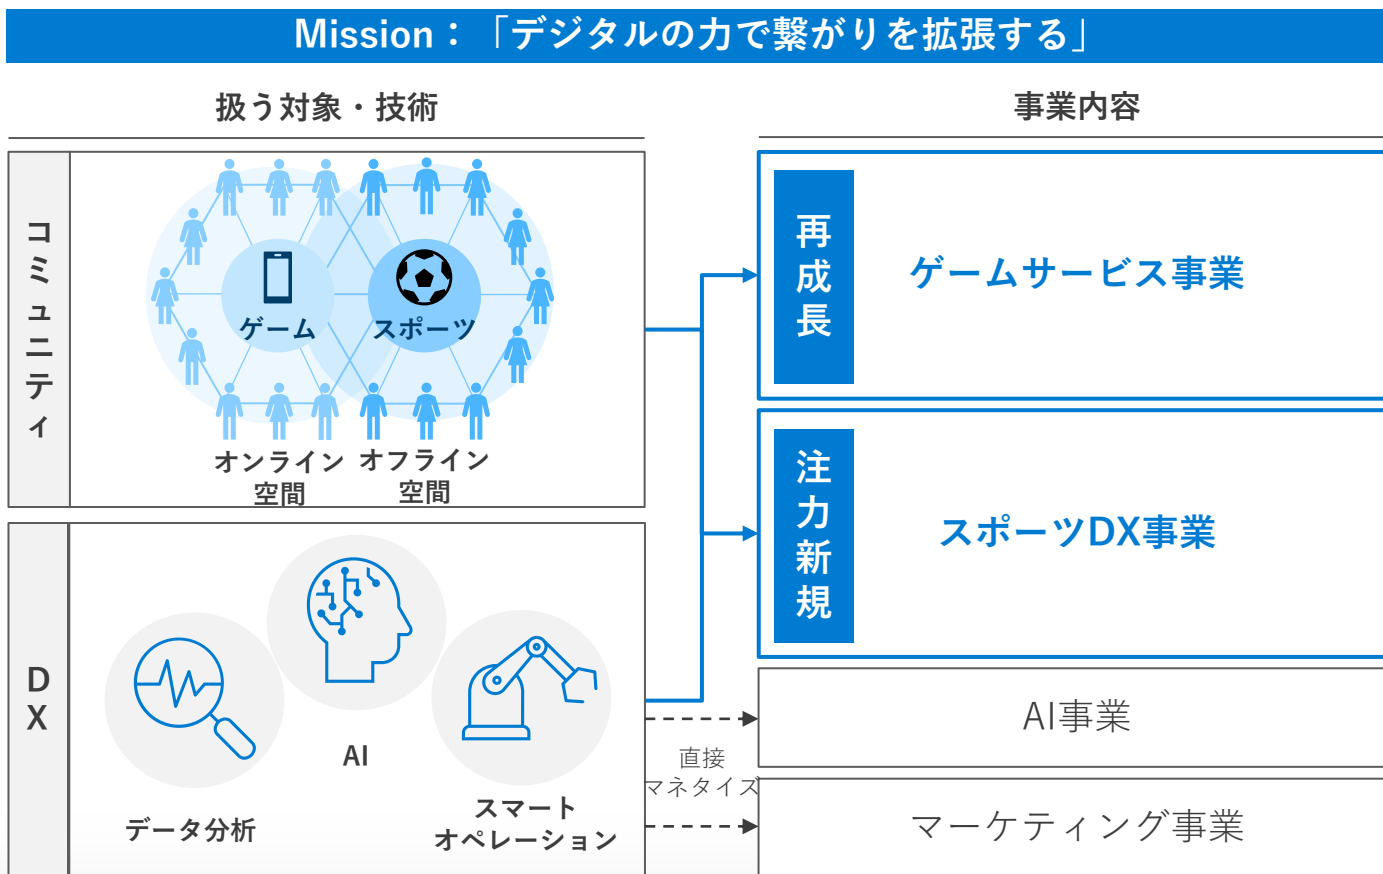 Mission：「デジタルの力で繋がりを拡張する」
扱う対象・技術
事業内容
コミュニティ
ゲーム
スポーツ
オンライン
空間
オフライン
空間
再成長
ゲームサービス事業
注力新規
スポーツDX事業
DX
データ分析
AI
スマート
オペレーション
直接
マネタイズ
AI事業
マーケティング事業